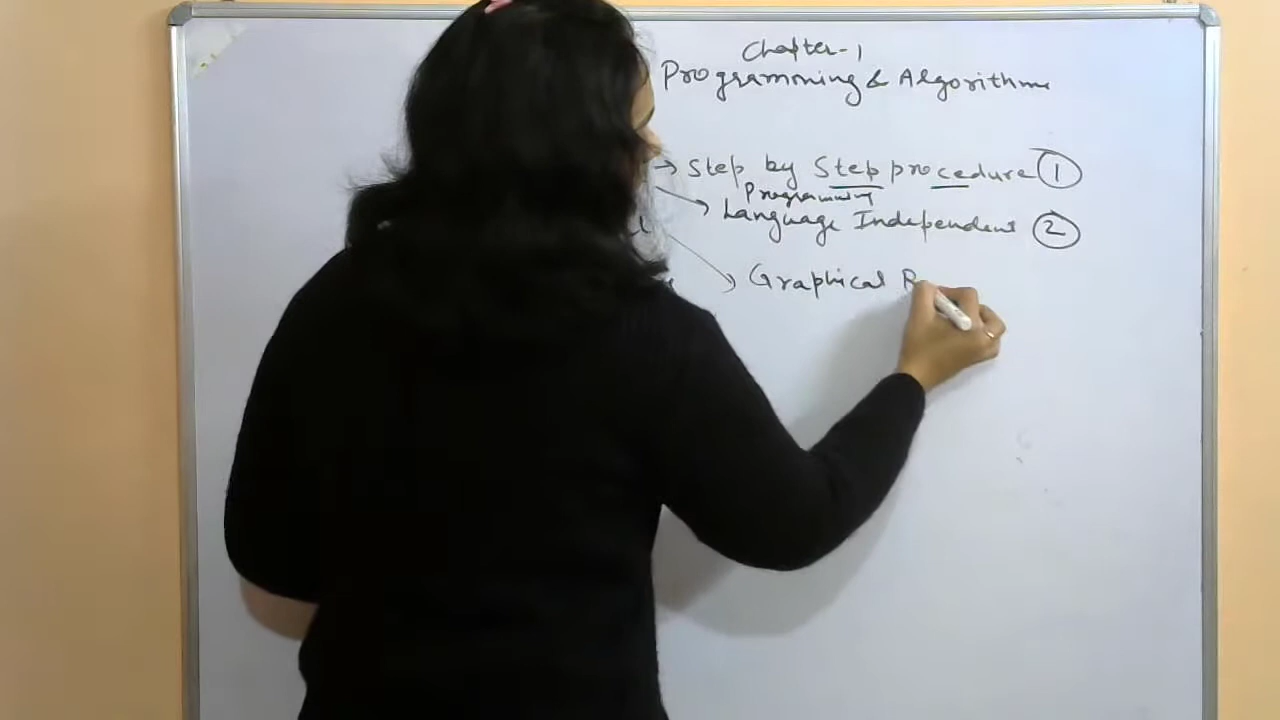 Chapter-1
Programming & Algorithms
→ Step by Step procedure 1
Programming
Language Independent 2
Graphical R